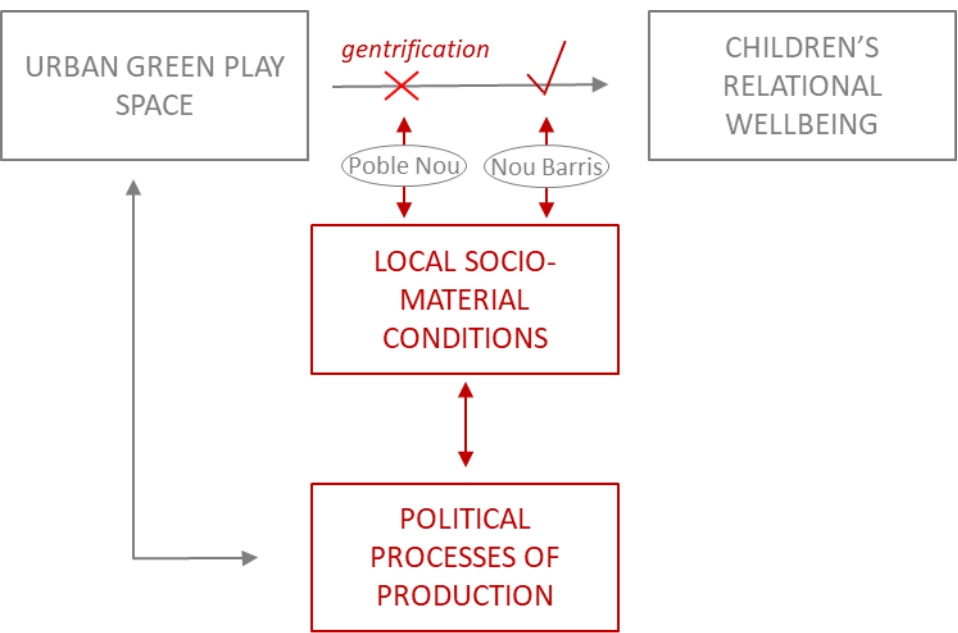 URBAN GREEN PLAY
SPACE
gentrification
CHILDREN'S
RELATIONAL
WELLBEING
Poble Nou
Nou Barris
LOCAL SOCIO-
MATERIAL
CONDITIONS
POLITICAL
PROCESSES OF
PRODUCTION